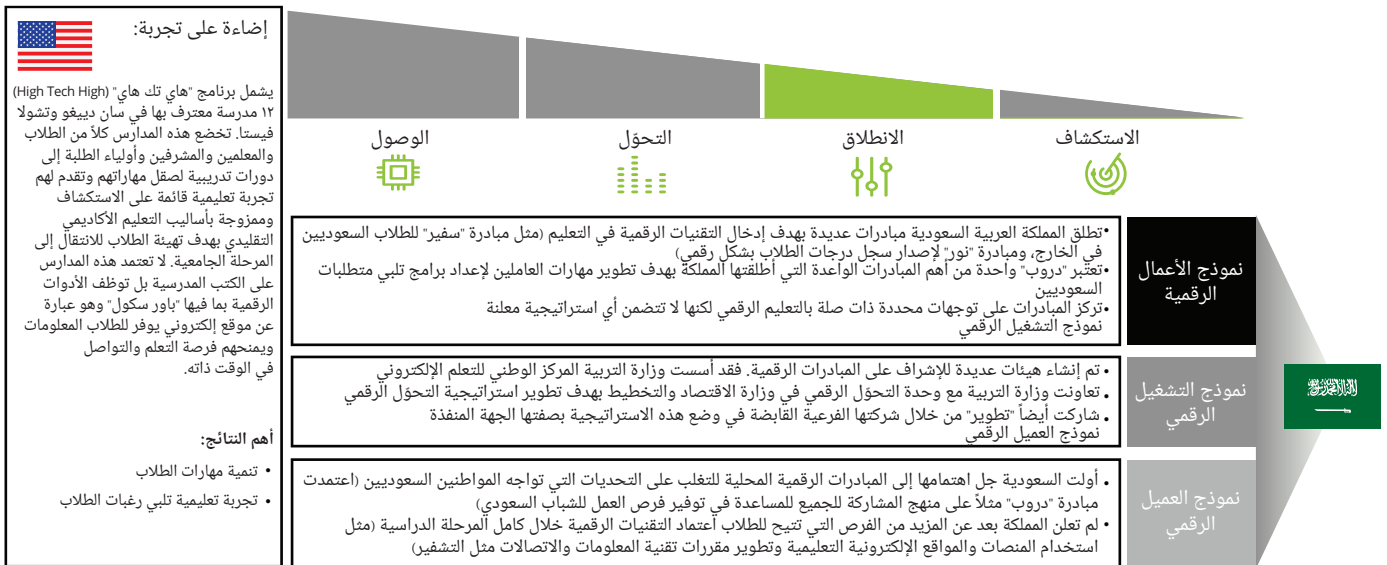 إضاءة على تجربة:
يشمل برنامج "هاي تك هاي" (High Tech High)
١٢ مدرسة معترف بها في سان دييغو وتشولا
فيستا. تخضع هذه المدارس كلاً من الطلاب
والمعلمين والمشرفين وأولياء الطلبة إلى
دورات تدريبية لصقل مهاراتهم وتقدم لهم
تجربة تعليمية قائمة على الاستكشاف
وممزوجة بأساليب التعليم الأكاديمي
التقليدي بهدف تهيئة الطلاب للانتقال إلى
المرحلة الجامعية. لا تعتمد هذه المدارس
على الكتب المدرسية بل توظف الأدوات
الرقمية بما فيها "باور سكول" وهو عبارة
عن موقع إلكتروني يوفر للطلاب المعلومات
ويمنحهم فرصة التعلم والتواصل
في الوقت ذاته.
أهم النتائج:
• تنمية مهارات الطلاب
• تجربة تعليمية تلبي رغبات الطلاب
الاستكشاف
الانطلاق
التحوّل
الوصول
نموذج الأعمال
الرقمية
•تطلق المملكة العربية السعودية مبادرات عديدة بهدف إدخال التقنيات الرقمية في التعليم (مثل مبادرة "سفير" للطلاب السعوديين
في الخارج، ومبادرة "نور" لإصدار سجل درجات الطلاب بشكل رقمي)
•تعتبر "دروب" واحدة من أهم المبادرات الواعدة التي أطلقتها المملكة بهدف تطوير مهارات العاملين لإعداد برامج تلبي متطلبات
السعوديين
•تركز المبادرات على توجهات محددة ذات صلة بالتعليم الرقمي لكنها لا تتضمن أي استراتيجية معلنة
نموذج التشغيل الرقمي
نموذج التشغيل
الرقمي
• تم إنشاء هيئات عديدة للإشراف على المبادرات الرقمية. فقد أسست وزارة التربية المركز الوطني للتعلم الإلكتروني
• تعاونت وزارة التربية مع وحدة التحوّل الرقمي في وزارة الاقتصاد والتخطيط بهدف تطوير استراتيجية التحوّل الرقمي
• شاركت أيضاً "تطوير" من خلال شركتها الفرعية القابضة في وضع هذه الاستراتيجية بصفتها الجهة المنفذة
نموذج العميل الرقمي
نموذج العميل
الرقمي
• أولت السعودية جل اهتمامها إلى المبادرات الرقمية المحلية للتغلب على التحديات التي تواجه المواطنين السعوديين (اعتمدت
مبادرة "دروب" مثلاً على منهج المشاركة للجميع للمساعدة في توفير فرص العمل للشباب السعودي)
• لم تعلن المملكة بعد عن المزيد من الفرص التي تتيح للطلاب اعتماد التقنيات الرقمية خلال كامل المرحلة الدراسية (مثل
استخدام المنصات والمواقع الإلكترونية التعليمية وتطوير مقررات تقنية المعلومات والاتصالات مثل التشفير)